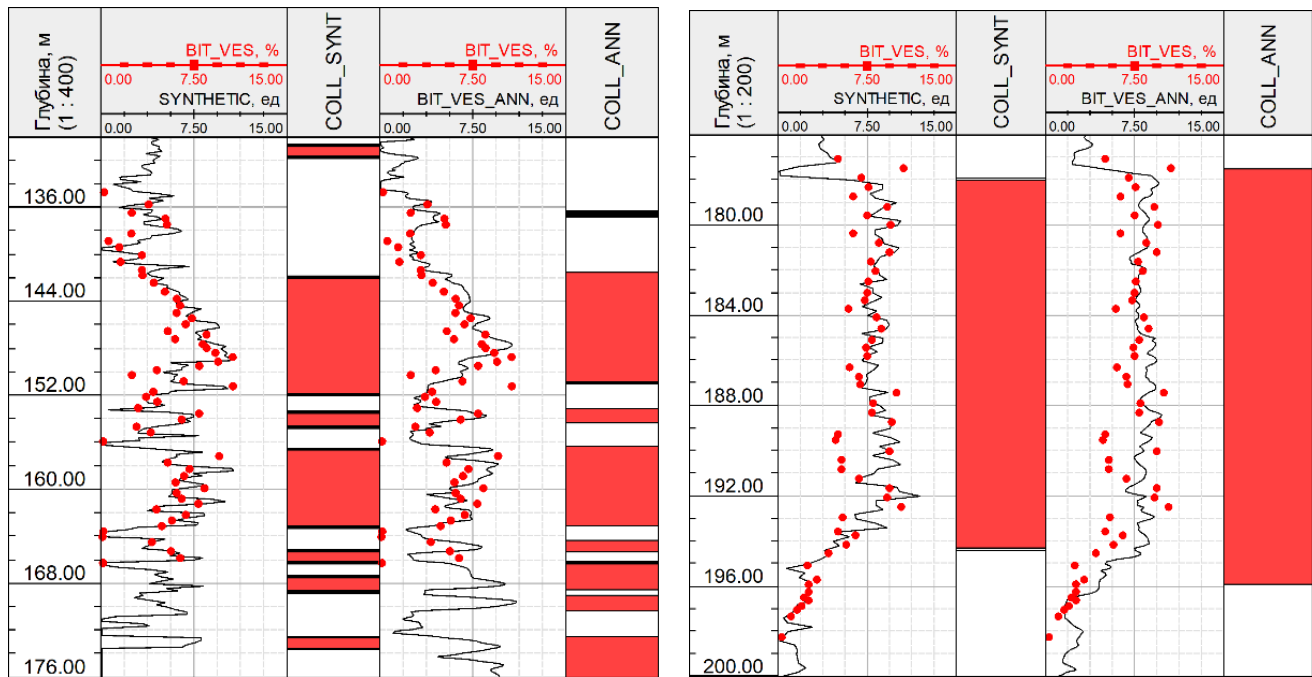 Глубина, м
(1 : 400)
BIT_VES, %
0.00 7.50 15.00
SYNTHETIC, ед
0.00 7.50 15.00
COLL_SYNT
BIT_VES, %
0.00 7.50 15.00
BIT_VES_ANN, ед
0.00 7.50 15.00
COLL_ANN
136.00
144.00
152.00
160.00
168.00
176.00
Глубина, м
(1 : 200)
BIT_VES, %
0.00 7.50 15.00
SYNTHETIC, ед
0.00 7.50 15.00
COLL_SYNT
BIT_VES, %
0.00 7.50 15.00
BIT_VES_ANN, ед
0.00 7.50 15.00
COLL_ANN
180.00
184.00
188.00
192.00
196.00
200.00